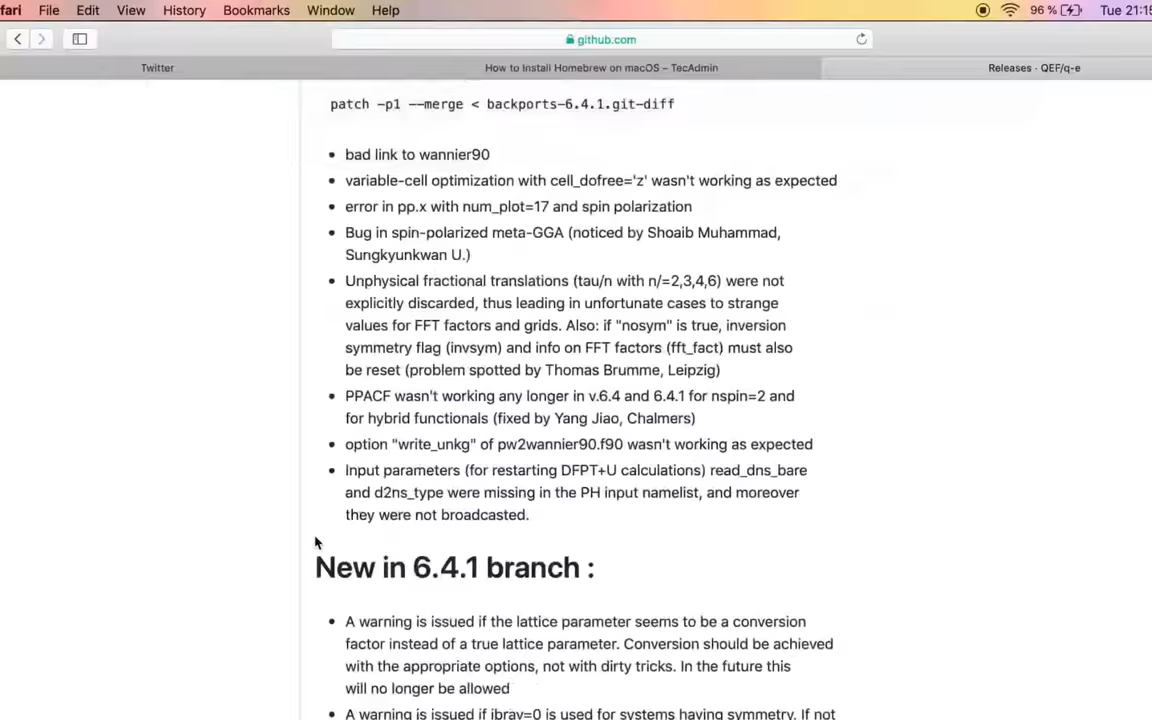 fari File Edit View History Bookmarks Window Help 96 % Tue 21:15
github.com
Twitter How to Install Homebrew on macOS – TecAdmin Releases · QEF/q-e
patch -p1 --merge < backports-6.4.1.git-diff
• bad link to wannier90
• variable-cell optimization with cell_dofree='z' wasn't working as expected
• error in pp.x with num_plot=17 and spin polarization
• Bug in spin-polarized meta-GGA (noticed by Shoaib Muhammad,
Sungkyunkwan U.)
• Unphysical fractional translations (tau/n with n/=2,3,4,6) were not
explicitly discarded, thus leading in unfortunate cases to strange
values for FFT factors and grids. Also: if "nosym" is true, inversion
symmetry flag (invsym) and info on FFT factors (fft_fact) must also
be reset (problem spotted by Thomas Brumme, Leipzig)
• PPACF wasn't working any longer in v.6.4 and 6.4.1 for nspin=2 and
for hybrid functionals (fixed by Yang Jiao, Chalmers)
• option "write_unkg" of pw2wannier90.f90 wasn't working as expected
• Input parameters (for restarting DFPT+U calculations) read_dns_bare
and d2ns_type were missing in the PH input namelist, and moreover
they were not broadcasted.
New in 6.4.1 branch :
• A warning is issued if the lattice parameter seems to be a conversion
factor instead of a true lattice parameter. Conversion should be achieved
with the appropriate options, not with dirty tricks. In the future this
will no longer be allowed
• A warning is issued if ibrav=0 is used for systems having symmetry. If not